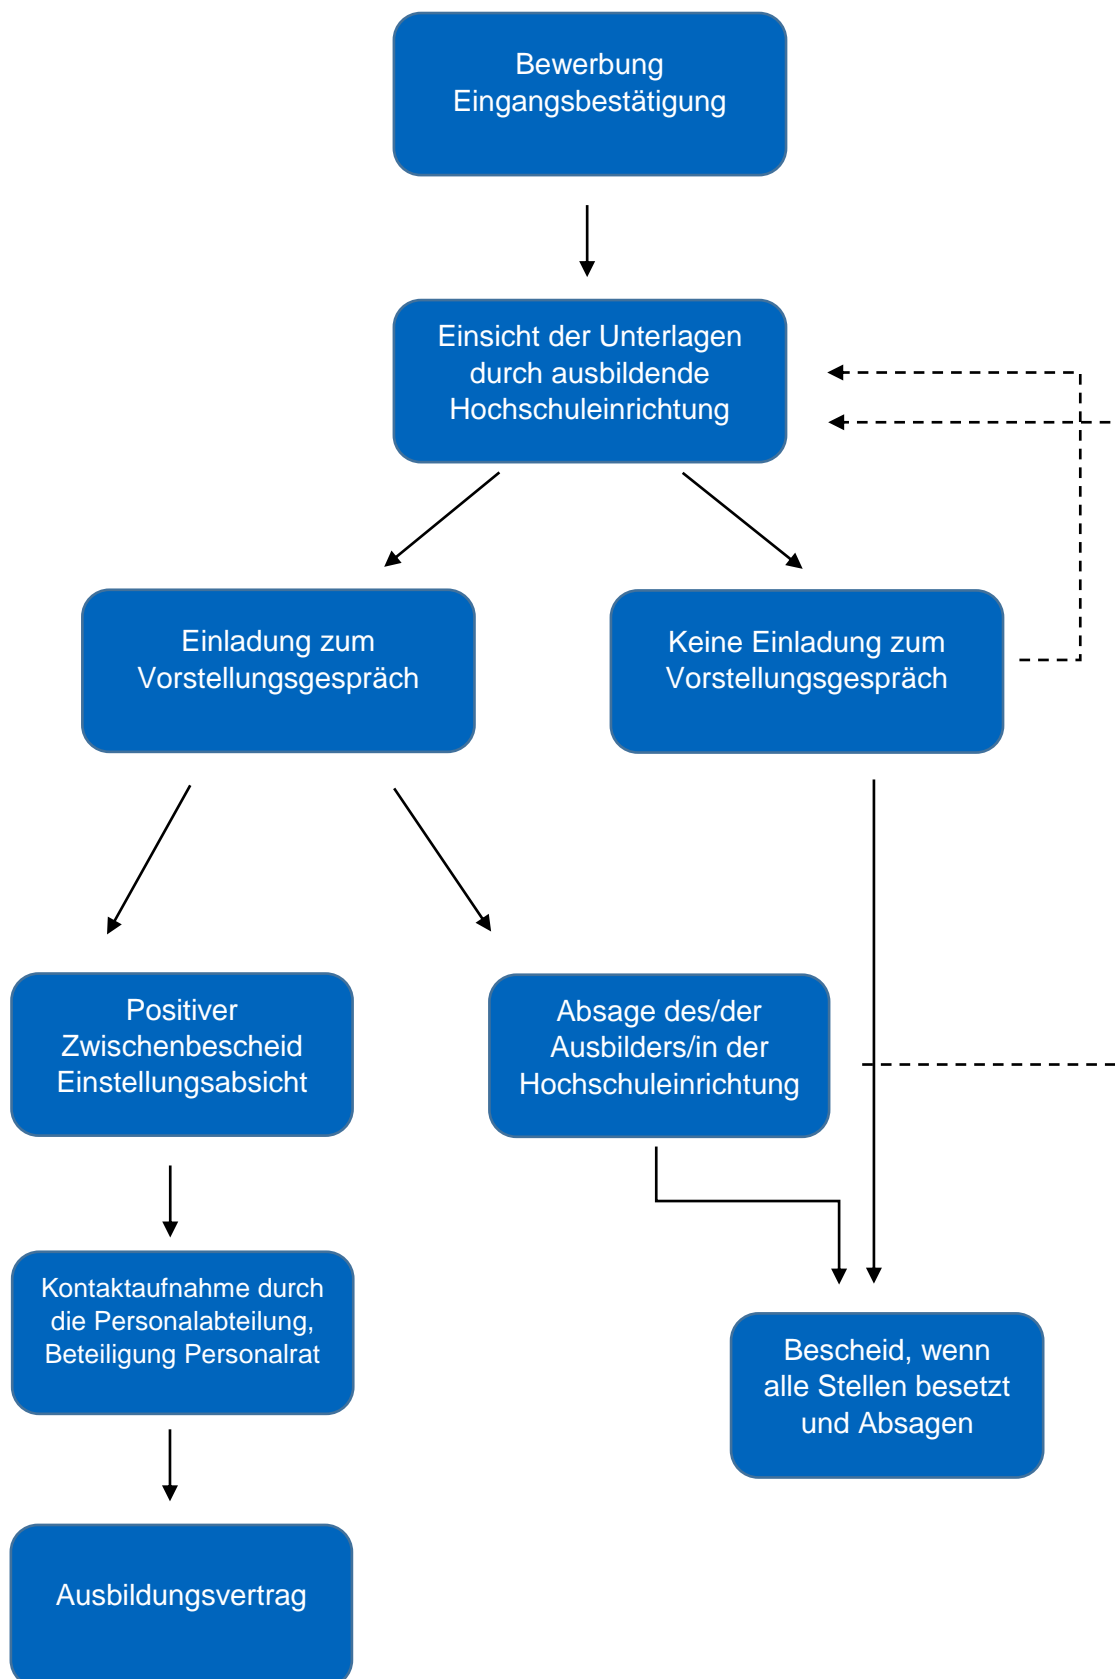 Bewerbung
Eingangsbestätigung
Einsicht der Unterlagen
durch ausbildende
Hochschuleinrichtung
Einladung zum
Vorstellungsgespräch
Keine Einladung zum
Vorstellungsgespräch
Positiver
Zwischenbescheid
Einstellungsabsicht
Absage des/der
Ausbilders/in der
Hochschuleinrichtung
Kontaktaufnahme durch
die Personalabteilung,
Beteiligung Personalrat
Bescheid, wenn
alle Stellen besetzt
und Absagen
Ausbildungsvertrag